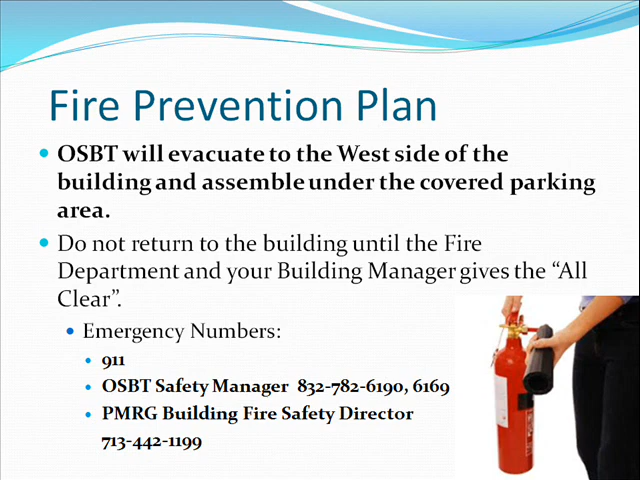 Fire Prevention Plan
OSBT will evacuate to the West side of the
building and assemble under the covered parking
area.
Do not return to the building until the Fire
Department and your Building Manager gives the “All
Clear”.
Emergency Numbers:
911
OSBT Safety Manager 832-782-6190, 6169
PMRG Building Fire Safety Director
713-442-1199